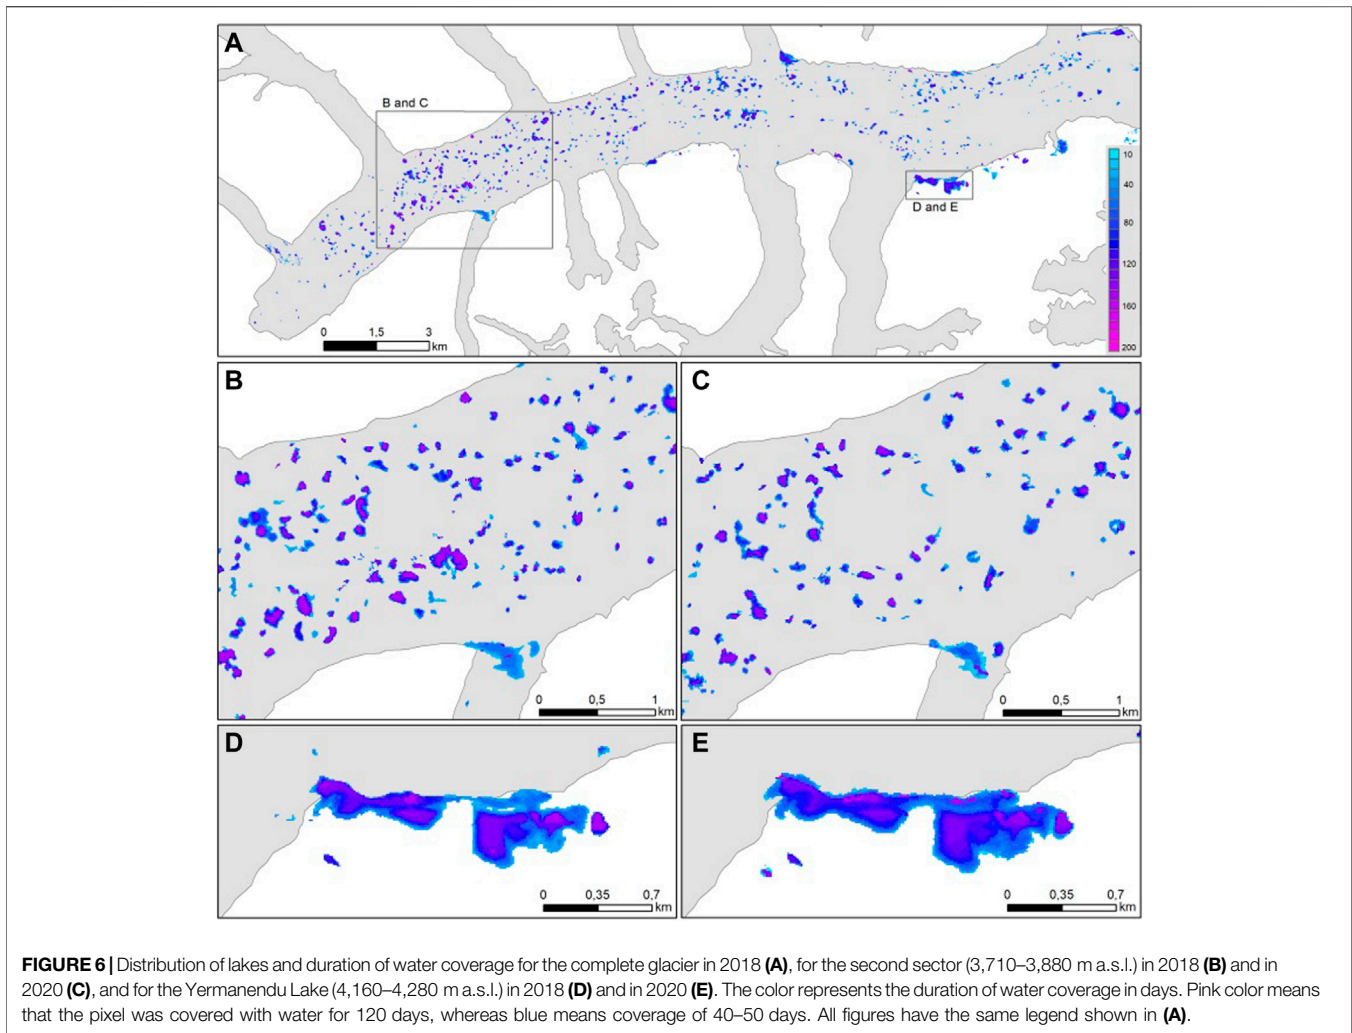 A
B and C
D and E
10
40
80
120
160
200
0 1,5 3
km
B
0 0,5 1
km
C
0 0,5 1
km
D
0 0,35 0,7
km
E
0 0,35 0,7
km
FIGURE 6 | Distribution of lakes and duration of water coverage for the complete glacier in 2018 (A), for the second sector (3,710–3,880 m a.s.l.) in 2018 (B) and in
2020 (C), and for the Yermanendu Lake (4,160–4,280 m a.s.l.) in 2018 (D) and in 2020 (E). The color represents the duration of water coverage in days. Pink color means
that the pixel was covered with water for 120 days, whereas blue means coverage of 40–50 days. All figures have the same legend shown in (A).